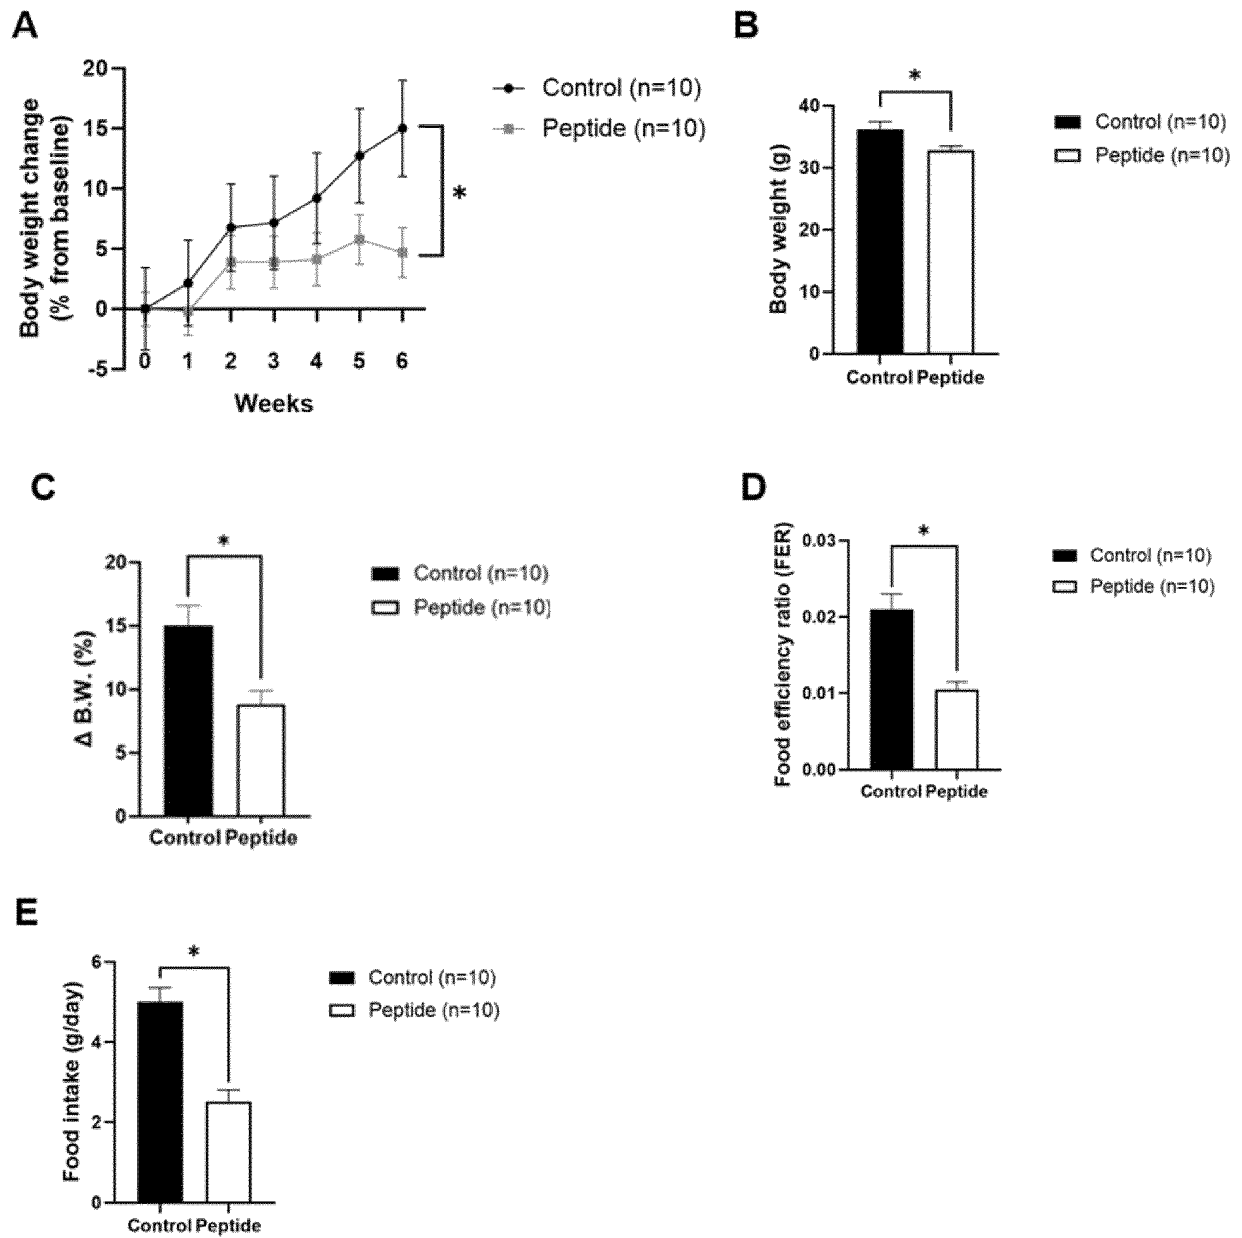 A
Body weight change
(% from baseline)
20
15
10
5
0
-5
0 1 2 3 4 5 6
Weeks
Control (n=10)
Peptide (n=10)
*
B
Body weight (g)
40
30
20
10
0
*
Control Peptide
Control (n=10)
Peptide (n=10)
C
Δ B.W. (%)
20
15
10
5
0
*
Control Peptide
Control (n=10)
Peptide (n=10)
D
Food efficiency ratio (FER)
0.03
0.02
0.01
0.00
*
Control Peptide
Control (n=10)
Peptide (n=10)
E
Food intake (g/day)
6
4
2
0
*
Control Peptide
Control (n=10)
Peptide (n=10)